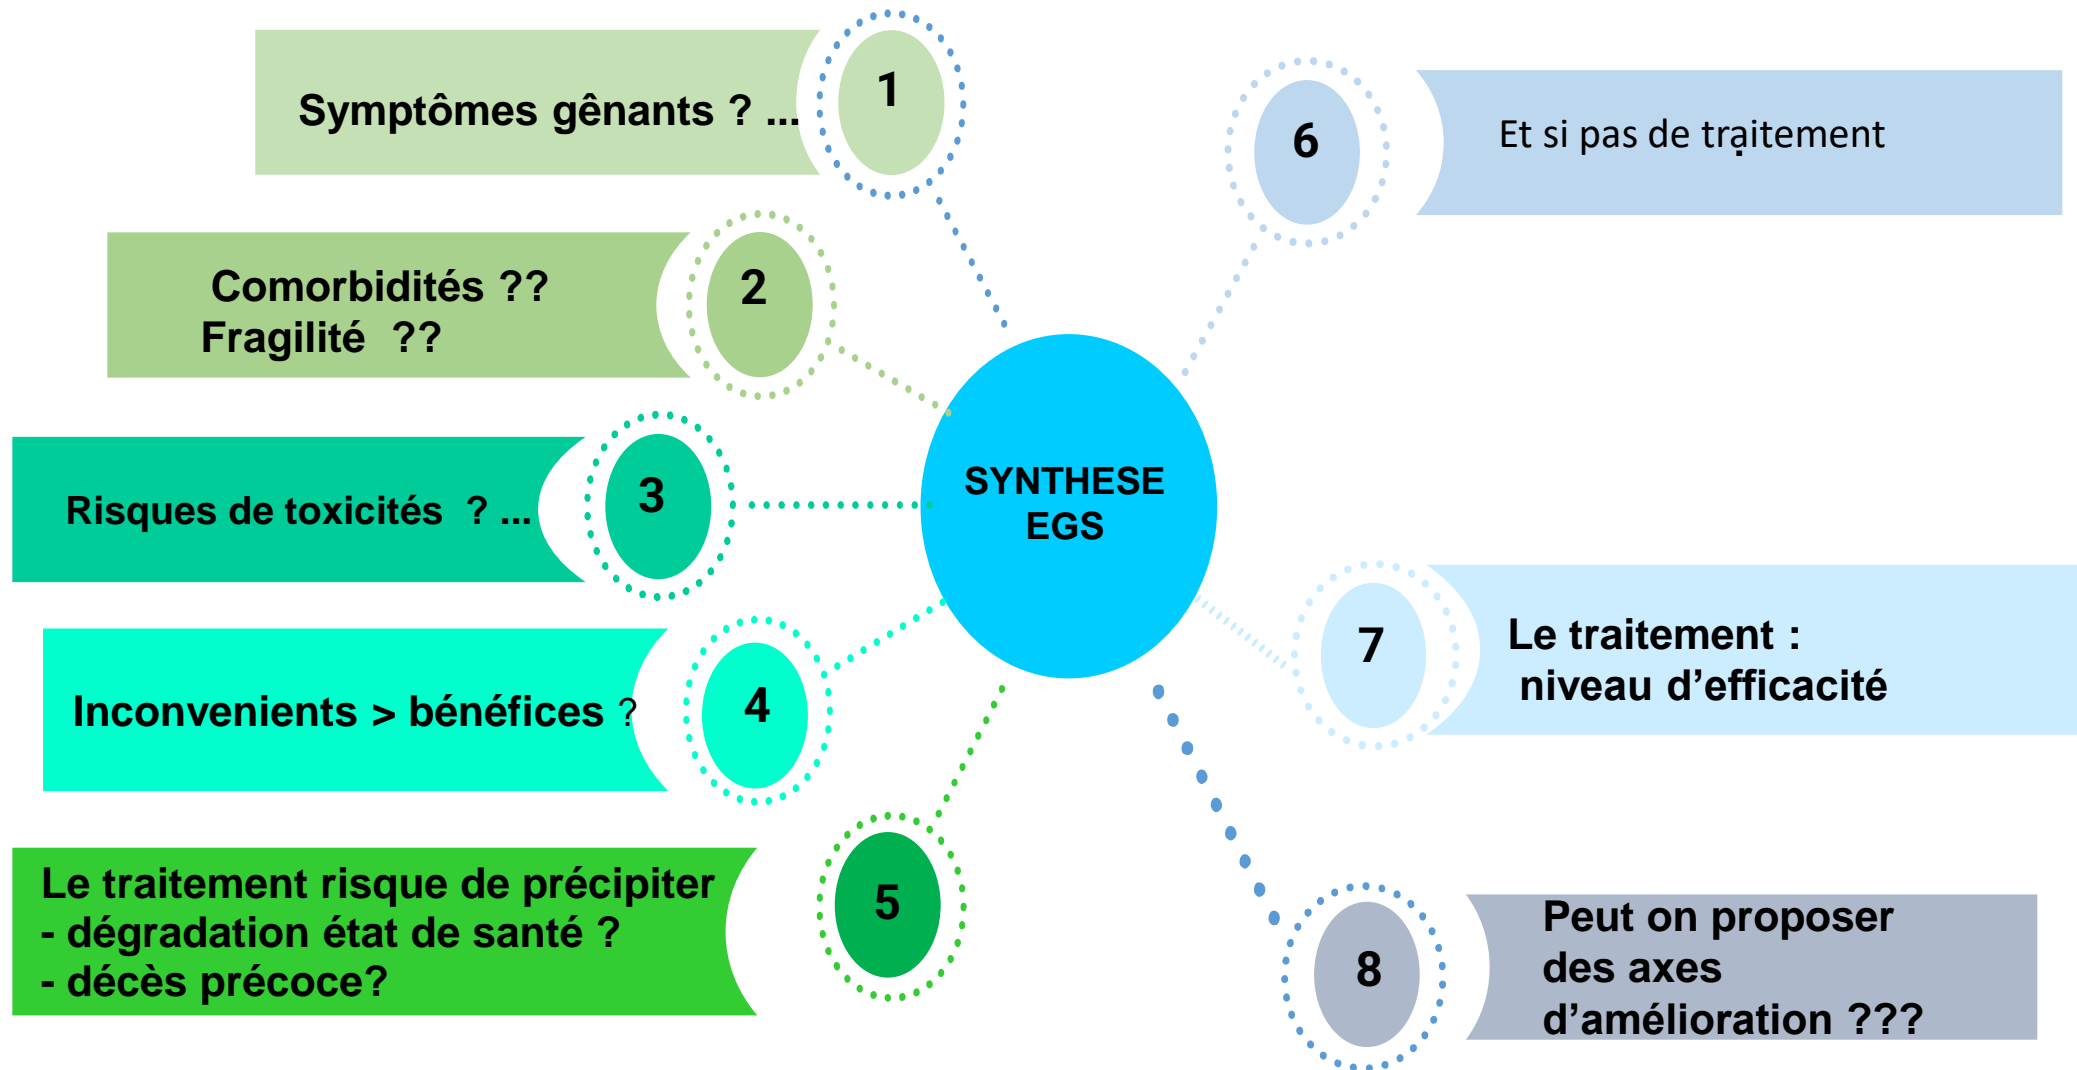 1
Symptômes gênants ? ...
2
Comorbidités ??
Fragilité ??
3
Risques de toxicités ? ...
4
Inconvenients > bénéfices ?
5
Le traitement risque de précipiter
- dégradation état de santé ?
- décès précoce?
SYNTHESE
EGS
6
Et si pas de traitement
7
Le traitement :
niveau d’efficacité
8
Peut on proposer
des axes
d’amélioration ???